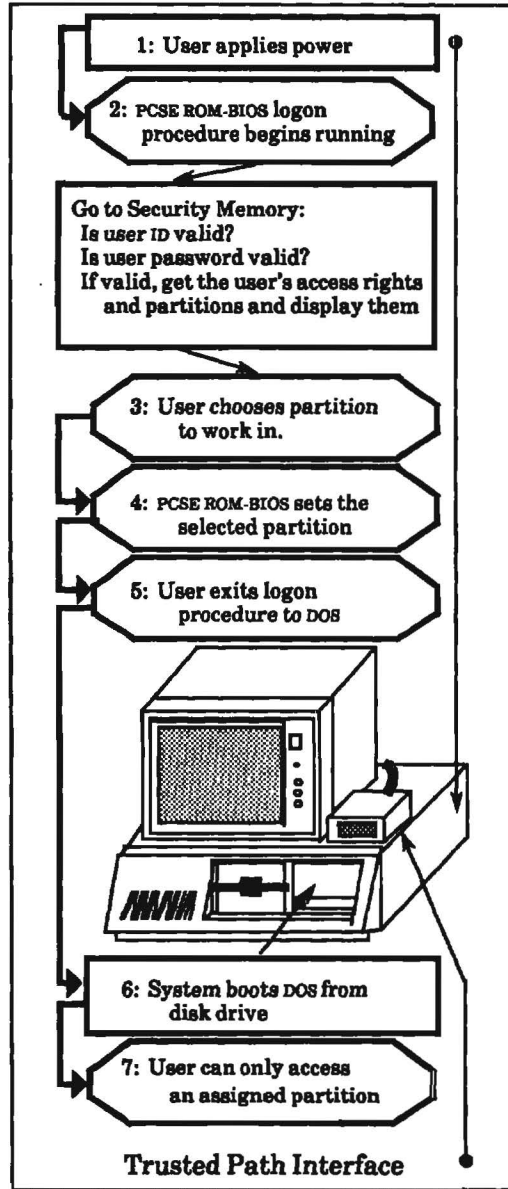 1: User applies power
2: PCSE ROM-BIOS logon
procedure begins running
Go to Security Memory:
Is user ID valid?
Is user password valid?
If valid, get the user's access rights
and partitions and display them
3: User chooses partition
to work in.
4: PCSE ROM-BIOS sets the
selected partition
5: User exits logon
procedure to DOS
6: System boots DOS from
disk drive
7: User can only access
an assigned partition
Trusted Path Interface